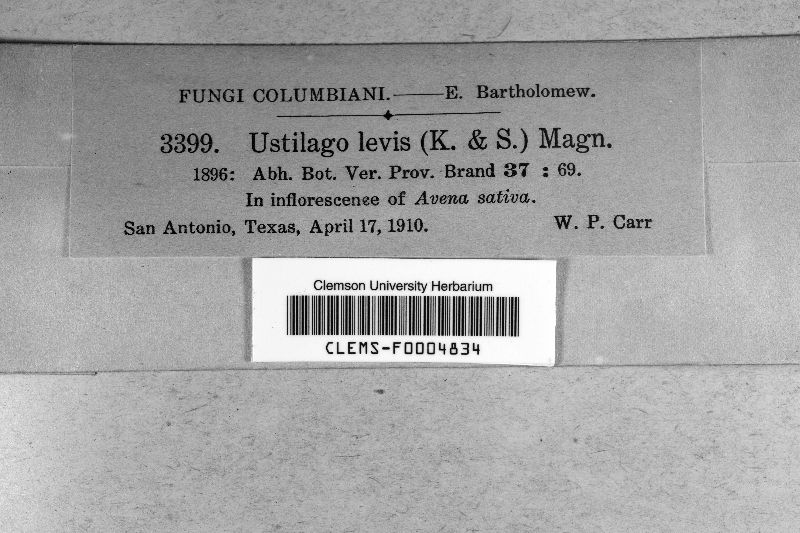 FUNGI COLUMBIANI.——E. Bartholomew.
3399. Ustilago levis (K. & S.) Magn.
1896: Abh. Bot. Ver. Prov. Brand 37 : 69.
In inflorescence of Avena sativa.
San Antonio, Texas, April 17, 1910. W. P. Carr
Clemson University Herbarium
CLEMS-F0004834